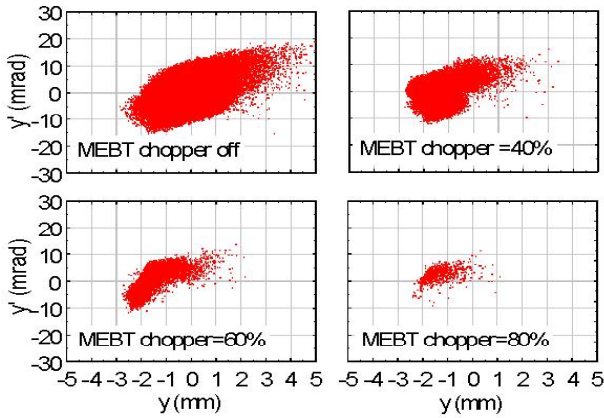 30
20
10
0
-10
-20
-30
y' (mrad)
MEBT chopper off
MEBT chopper =40%
30
20
10
0
-10
-20
-30
y' (mrad)
MEBT chopper=60%
MEBT chopper=80%
-5 -4 -3 -2 -1 0 1 2 3 4 5
-5 -4 -3 -2 -1 0 1 2 3 4 5
y (mm)
y (mm)